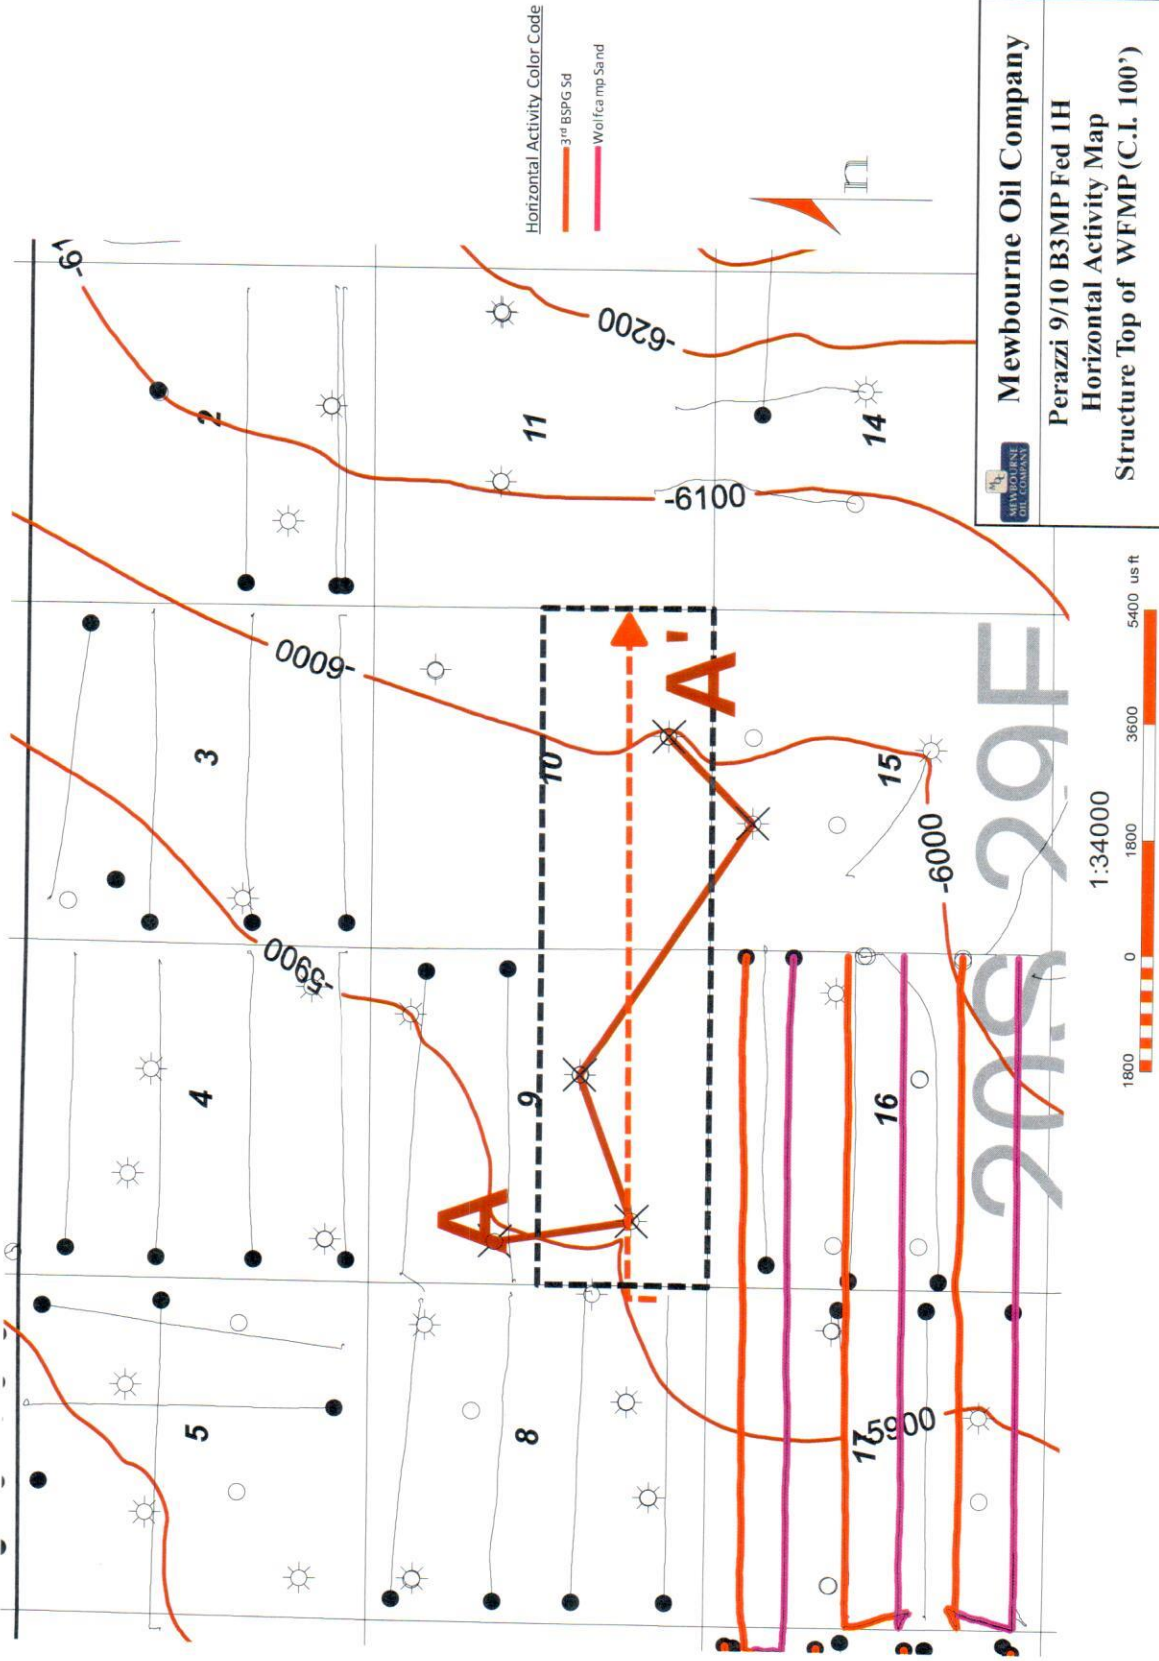 Horizontal Activity Color Code
3rd BSPG Sd
Wolfcamp Sand
n
-61
2
-6200
11
14
-6100
-6000
3
10
15
-6000
A'
-5900
4
9
16
A
5
8
17
-5900
20S 29E
1:34000
1800 0 1800 3600 5400 us ft
MOC
MEWBOURNE
OIL COMPANY
Mewbourne Oil Company
Perazzi 9/10 B3MP Fed 1H
Horizontal Activity Map
Structure Top of WFMP (C.I. 100')